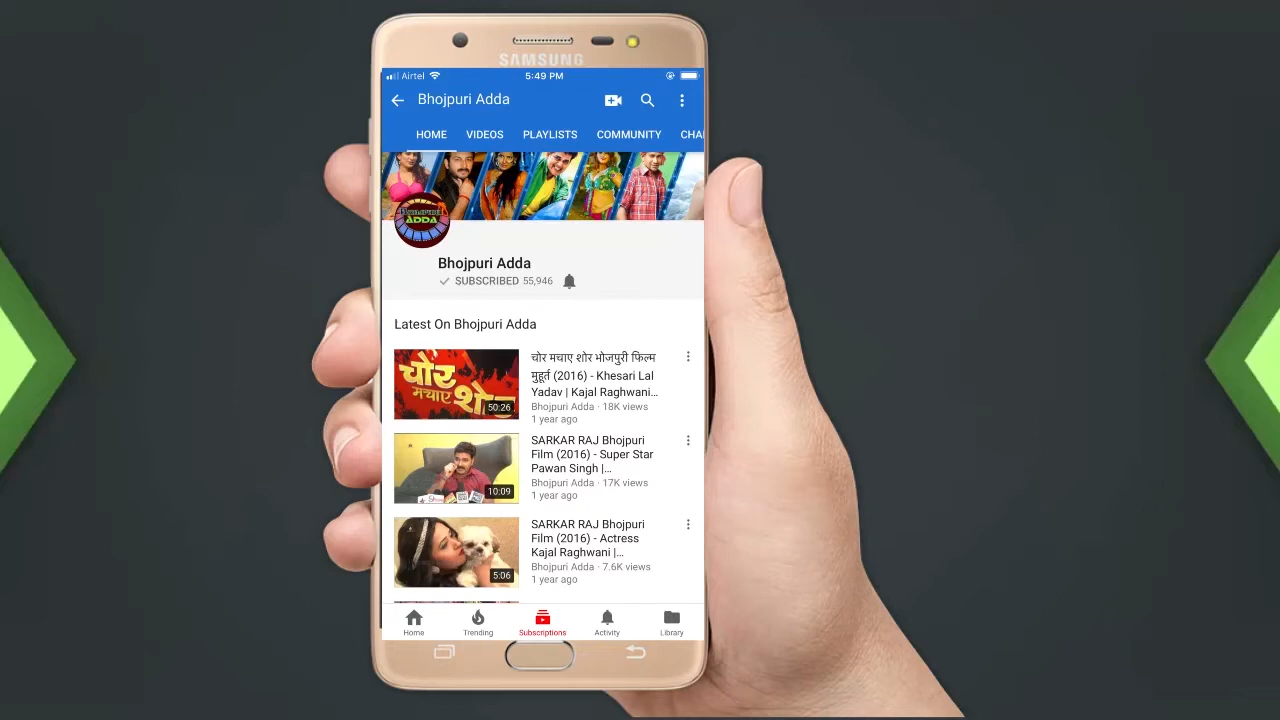 SAMSUNG
Airtel
5:49 PM
Bhojpuri Adda
HOME VIDEOS PLAYLISTS COMMUNITY CHA
BHOJPURI
ADDA
Bhojpuri Adda
SUBSCRIBED 55,946
Latest On Bhojpuri Adda
चोर
मचाए शोर
50:26
चोर मचाए शोर भोजपुरी फिल्म
मुहूर्त (2016) - Khesari Lal
Yadav | Kajal Raghwani...
Bhojpuri Adda · 18K views
1 year ago
10:09
SARKAR RAJ Bhojpuri
Film (2016) - Super Star
Pawan Singh |...
Bhojpuri Adda · 17K views
1 year ago
5:06
SARKAR RAJ Bhojpuri
Film (2016) - Actress
Kajal Raghwani |...
Bhojpuri Adda · 7.6K views
1 year ago
Home Trending Subscriptions Activity Library